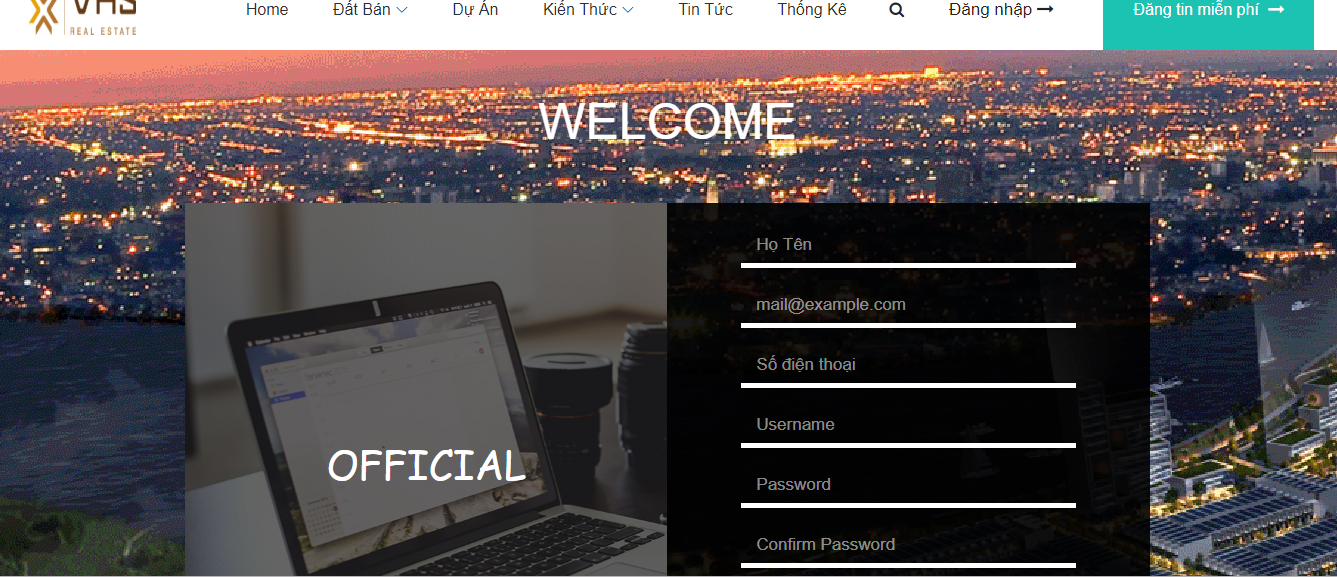 VHS
REAL ESTATE
Home Đất Bán Dự Án Kiến Thức Tin Tức Thống Kê Đăng nhập Đăng tin miễn phí
WELCOME
OFFICIAL
Họ Tên
mail@example.com
Số điện thoại
Username
Password
Confirm Password